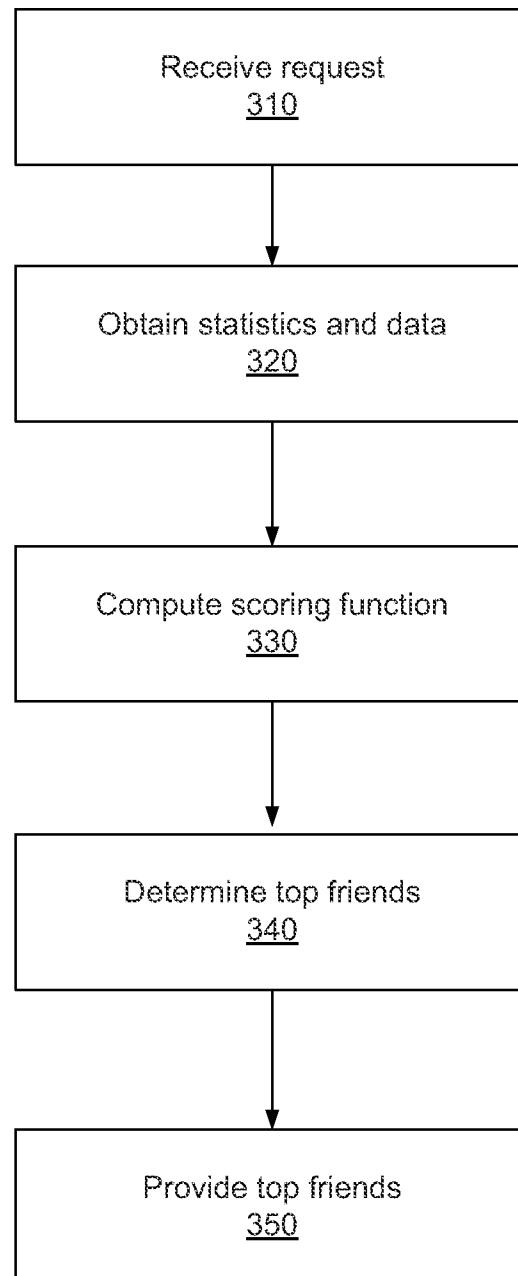 Receive request
310
Obtain statistics and data
320
Compute scoring function
330
Determine top friends
340
Provide top friends
350